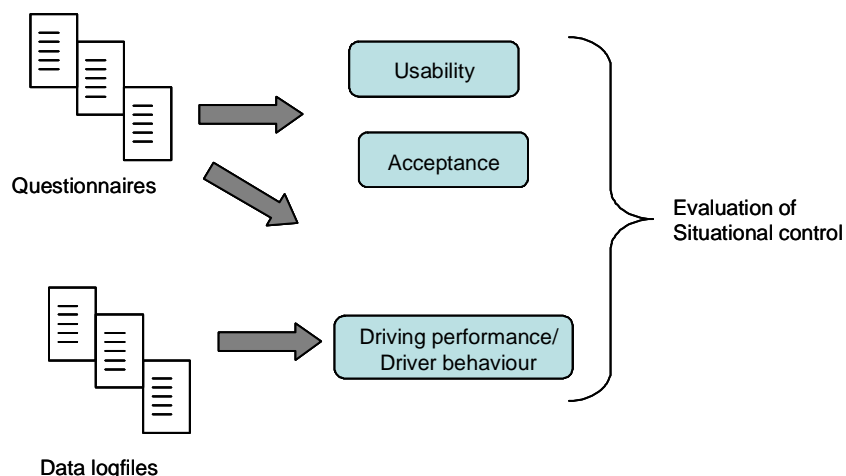 Usability
Acceptance
Questionnaires
Evaluation of
Situational control
Driving performance/
Driver behaviour
Data logfiles